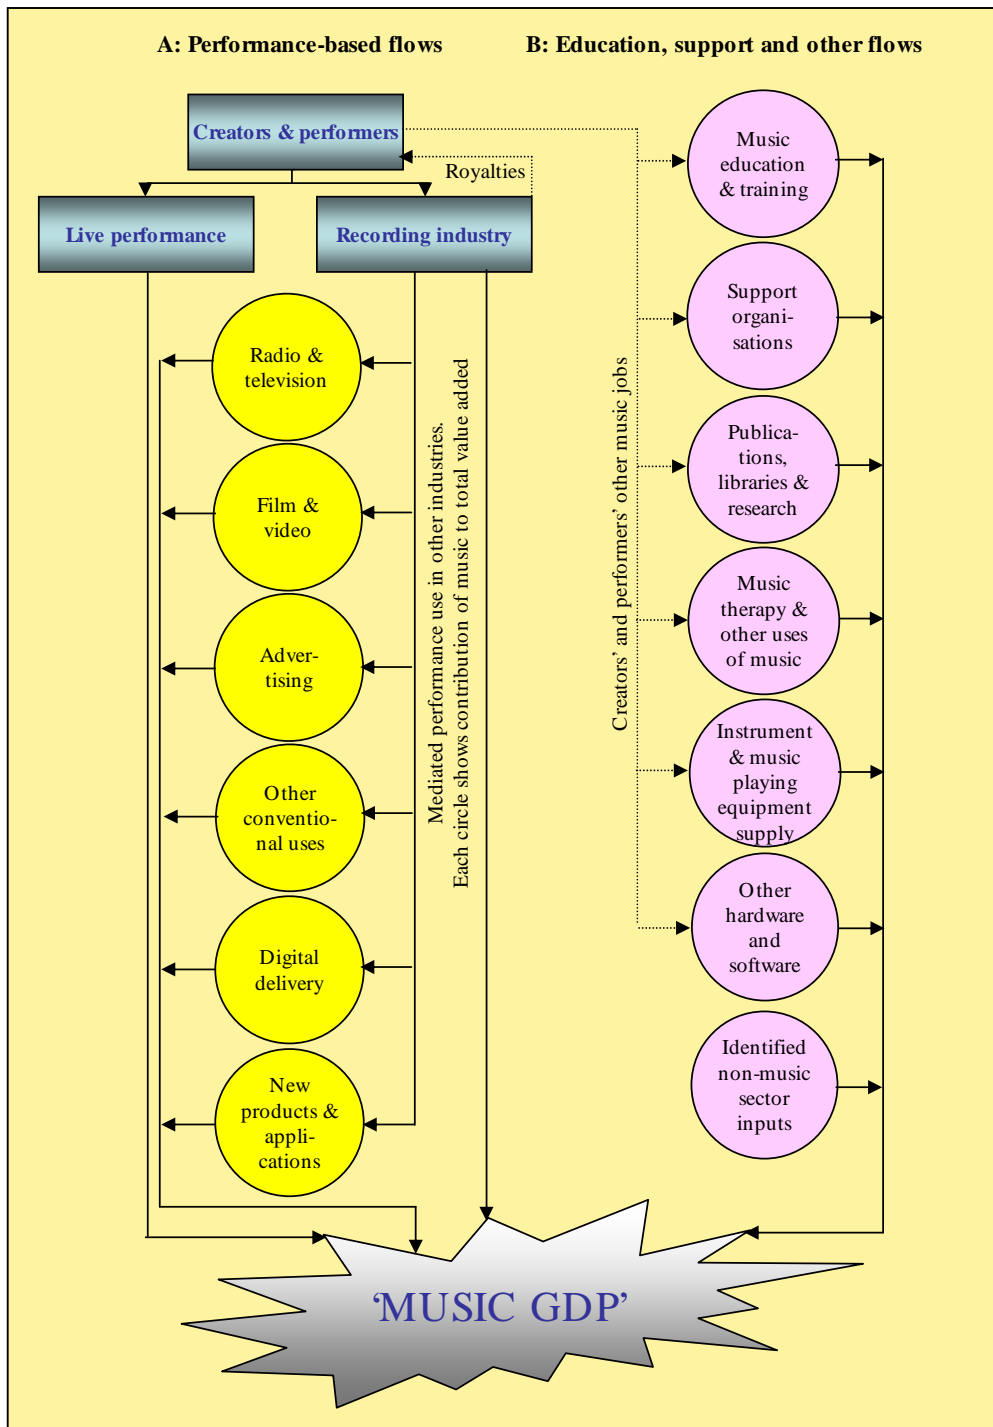 A: Performance-based flows
B: Education, support and other flows
Creators & performers
Royalties
Live performance
Recording industry
Radio &
television
Film &
video
Adver-
tising
Other
conventio-
nal uses
Digital
delivery
New
products &
appli-
cations
Mediated performance use in other industries.
Each circle shows contribution of music to total value added
Creators' and performers' other music jobs
Music
education
& training
Support
organi-
sations
Publica-
tions,
libraries &
research
Music
therapy &
other uses
of music
Instrument
& music
playing
equipment
supply
Other
hardware
and
software
Identified
non-music
sector
inputs
‘MUSIC GDP’